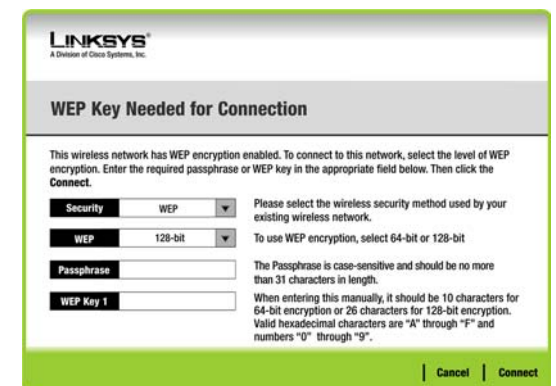 LINKSYS®
A Division of Cisco Systems, Inc.
WEP Key Needed for Connection
This wireless network has WEP encryption enabled. To connect to this network, select the level of WEP
encryption. Enter the required passphrase or WEP key in the appropriate field below. Then click the
Connect.
Security WEP Please select the wireless security method used by your
existing wireless network.
WEP 128-bit To use WEP encryption, select 64-bit or 128-bit
Passphrase The Passphrase is case-sensitive and should be no more
than 31 characters in length.
WEP Key 1 When entering this manually, it should be 10 characters for
64-bit encryption or 26 characters for 128-bit encryption.
Valid hexadecimal characters are “A” through “F” and
numbers “0” through “9”.
Cancel Connect